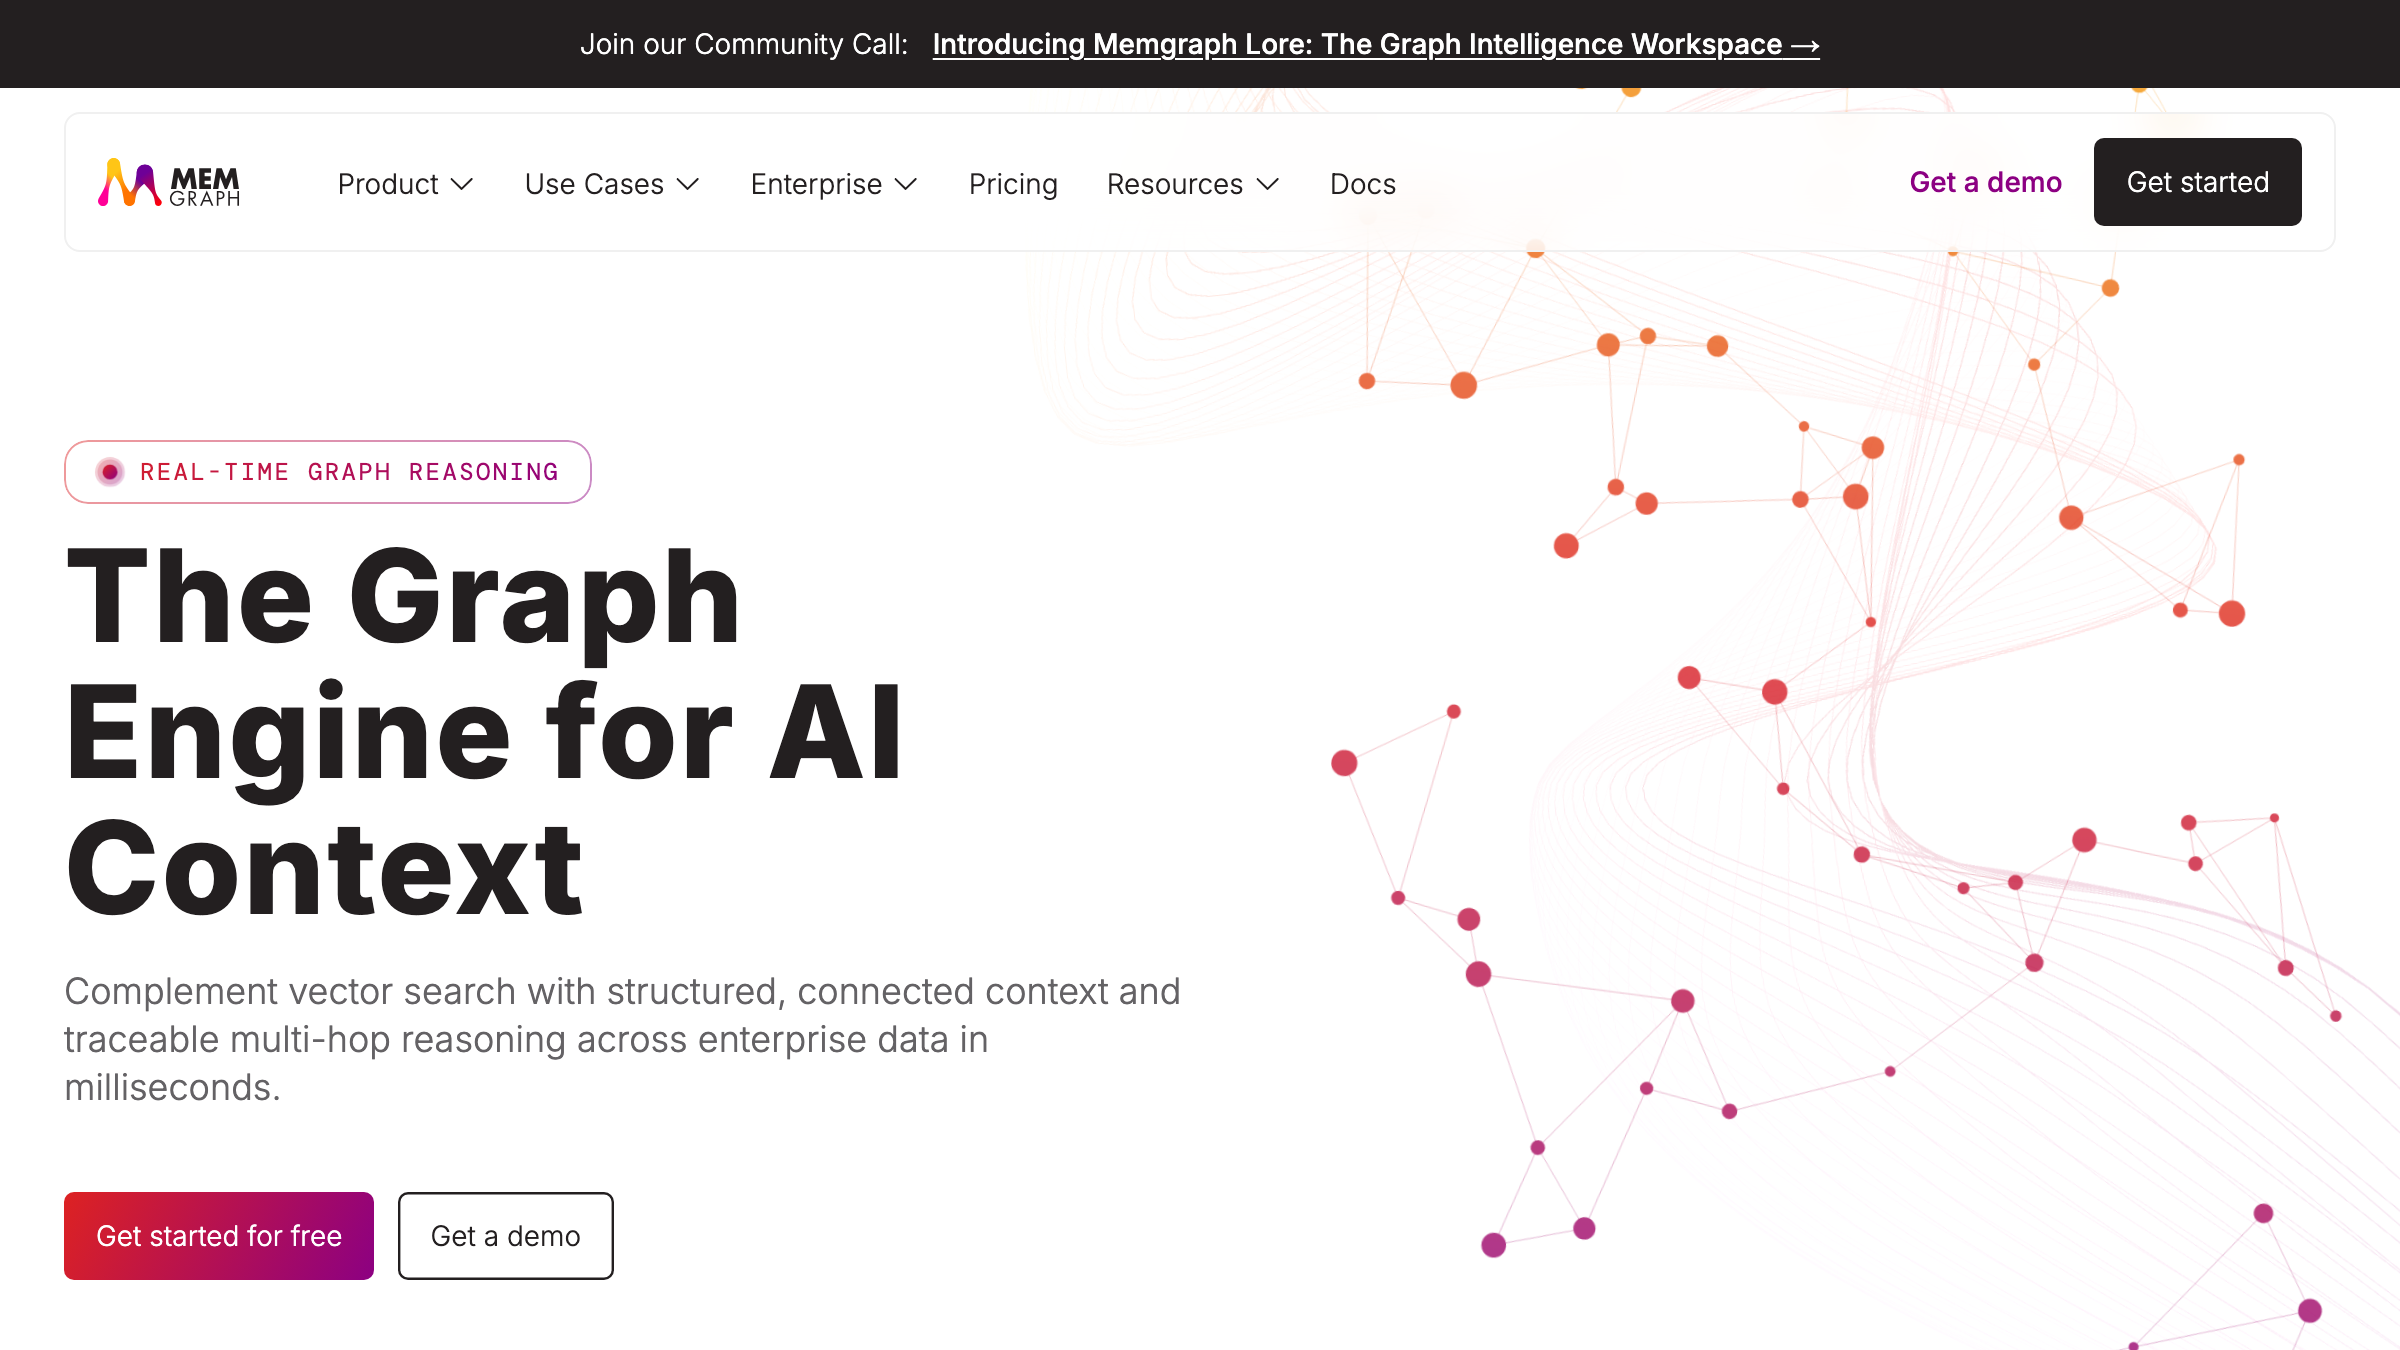 Join our Community Call: Introducing Memgraph Lore: The Graph Intelligence Workspace →
MEM
GRAPH
Product
Use Cases
Enterprise
Pricing
Resources
Docs
Get a demo
Get started
REAL-TIME GRAPH REASONING
The Graph
Engine for AI
Context
Complement vector search with structured, connected context and
traceable multi-hop reasoning across enterprise data in
milliseconds.
Get started for free
Get a demo